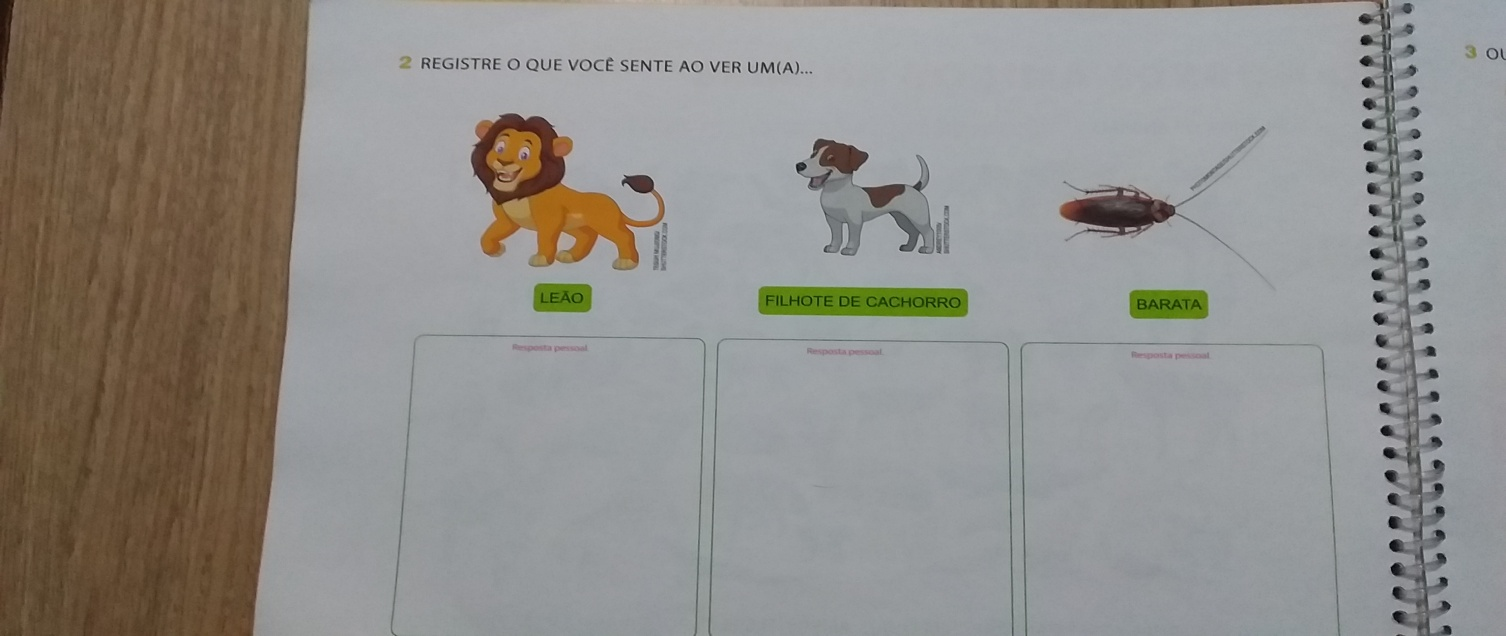 2 REGISTRE O QUE VOCÊ SENTE AO VER UM(A)...
3
LEÃO
FILHOTE DE CACHORRO
BARATA
Resposta pessoal.
Resposta pessoal.
Resposta pessoal.